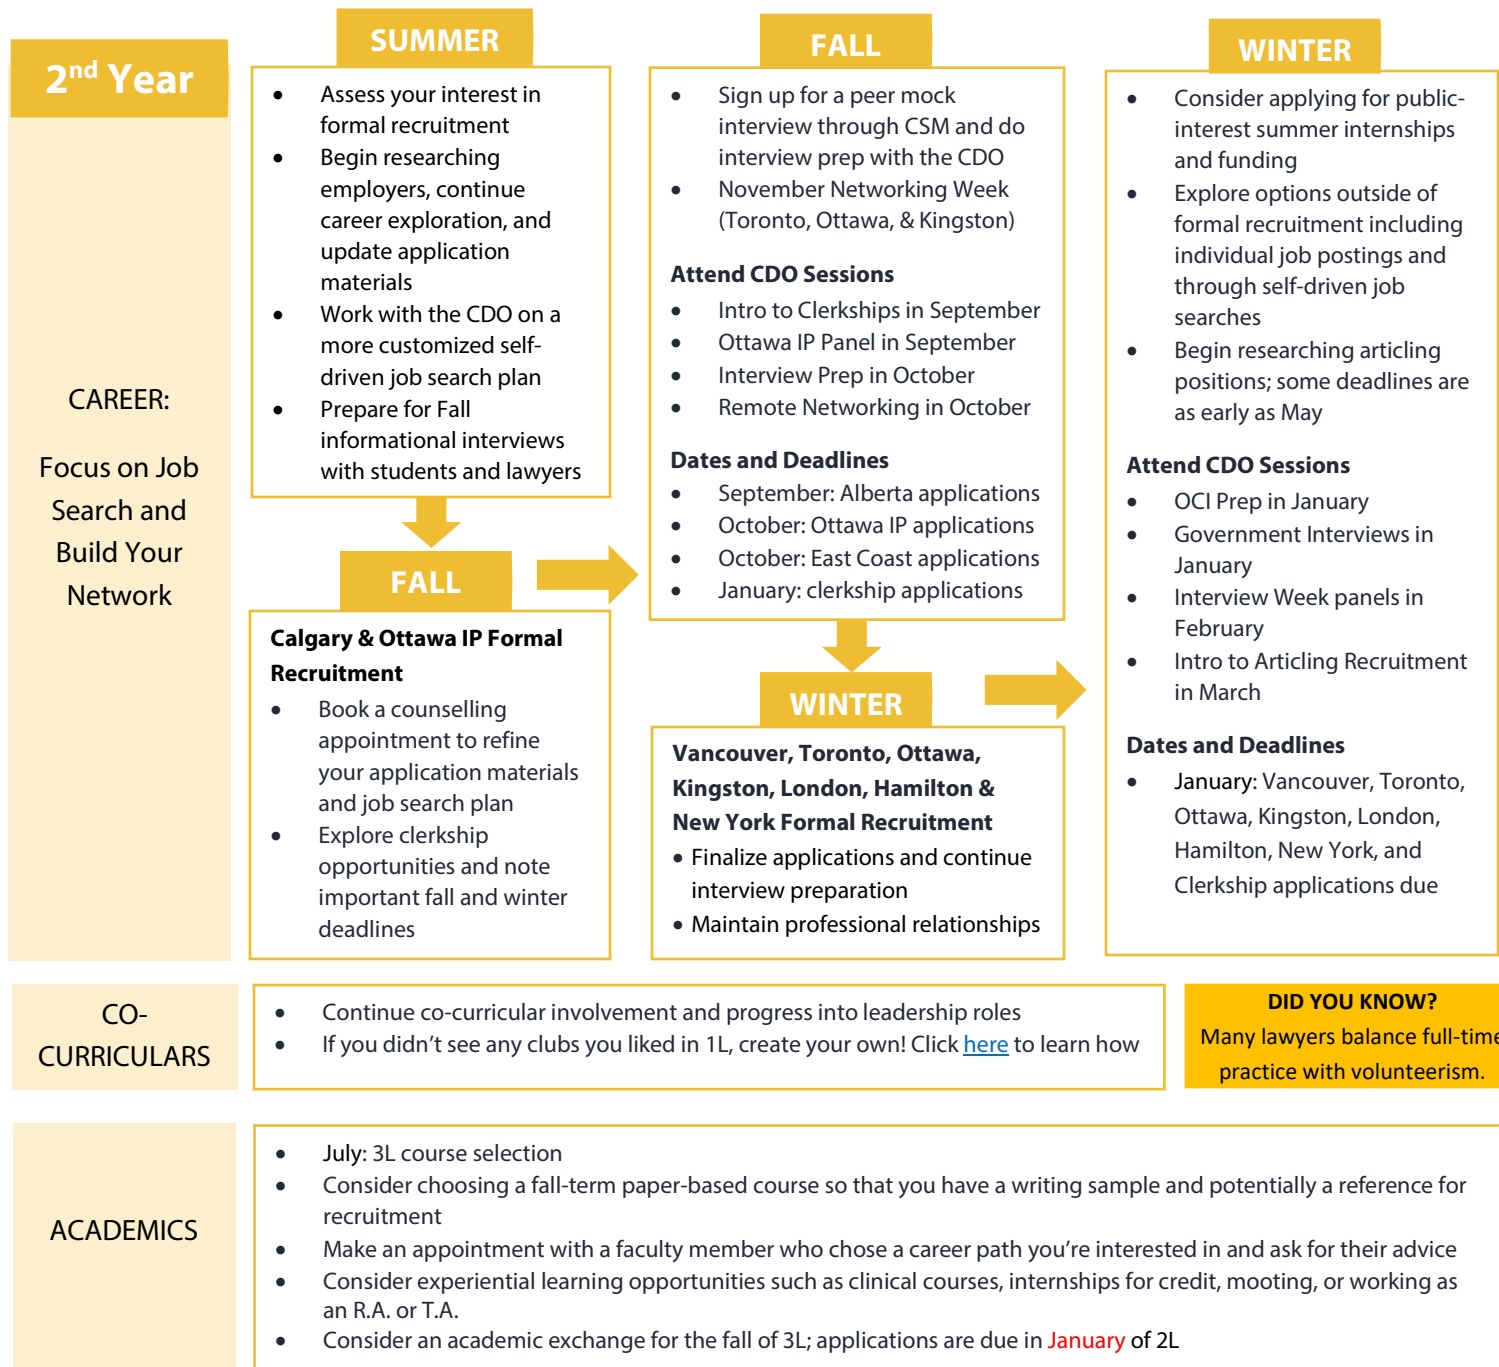 2nd Year
CAREER:
Focus on Job
Search and
Build Your
Network
SUMMER
• Assess your interest in
formal recruitment
• Begin researching
employers, continue
career exploration, and
update application
materials
• Work with the CDO on a
more customized self-
driven job search plan
• Prepare for Fall
informational interviews
with students and lawyers
FALL
Calgary & Ottawa IP Formal
Recruitment
• Book a counselling
appointment to refine
your application materials
and job search plan
• Explore clerkship
opportunities and note
important fall and winter
deadlines
FALL
• Sign up for a peer mock
interview through CSM and do
interview prep with the CDO
• November Networking Week
(Toronto, Ottawa, & Kingston)
Attend CDO Sessions
• Intro to Clerkships in September
• Ottawa IP Panel in September
• Interview Prep in October
• Remote Networking in October
Dates and Deadlines
• September: Alberta applications
• October: Ottawa IP applications
• October: East Coast applications
• January: clerkship applications
WINTER
Vancouver, Toronto, Ottawa,
Kingston, London, Hamilton &
New York Formal Recruitment
• Finalize applications and continue
interview preparation
• Maintain professional relationships
WINTER
• Consider applying for public-
interest summer internships
and funding
• Explore options outside of
formal recruitment including
individual job postings and
through self-driven job
searches
• Begin researching articling
positions; some deadlines are
as early as May
Attend CDO Sessions
• OCI Prep in January
• Government Interviews in
January
• Interview Week panels in
February
• Intro to Articling Recruitment
in March
Dates and Deadlines
• January: Vancouver, Toronto,
Ottawa, Kingston, London,
Hamilton, New York, and
Clerkship applications due
CO-
CURRICULARS
• Continue co-curricular involvement and progress into leadership roles
• If you didn’t see any clubs you liked in 1L, create your own! Click here to learn how
DID YOU KNOW?
Many lawyers balance full-time
practice with volunteerism.
ACADEMICS
• July: 3L course selection
• Consider choosing a fall-term paper-based course so that you have a writing sample and potentially a reference for
recruitment
• Make an appointment with a faculty member who chose a career path you’re interested in and ask for their advice
• Consider experiential learning opportunities such as clinical courses, internships for credit, mooting, or working as
an R.A. or T.A.
• Consider an academic exchange for the fall of 3L; applications are due in January of 2L